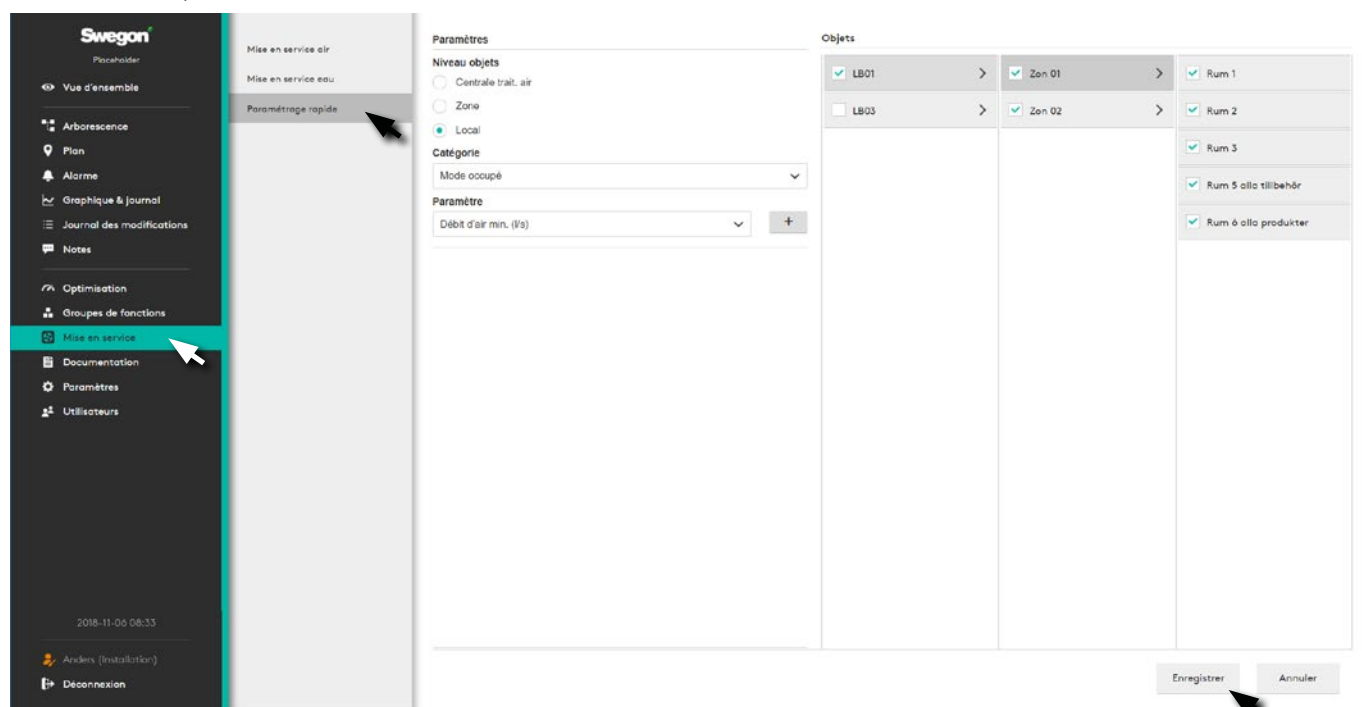 Swegon
Placeholder
Vue d'ensemble
Arborescence
Plan
Alarme
Graphique & journal
Journal des modifications
Notes
Optimisation
Groupes de fonctions
Mise en service
Documentation
Paramètres
Utilisateurs
2018-11-06 08:33
Anders (Installation)
Déconnexion
Mise en service air
Mise en service eau
Paramétrage rapide
Paramètres
Niveau objets
Centrale trait. air
Zone
Local
Catégorie
Mode occupé
Paramètre
Débit d'air min. (l/s)
+
Objets
LB01
LB03
Zon 01
Zon 02
Rum 1
Rum 2
Rum 3
Rum 5 alla tillbehör
Rum 6 alla produkter
Enregistrer
Annuler